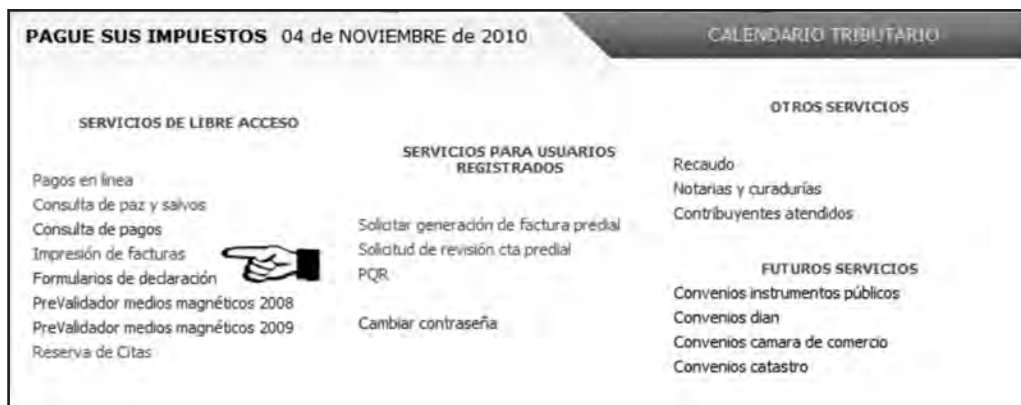 PAGUE SUS IMPUESTOS 04 de NOVIEMBRE de 2010
CALENDARIO TRIBUTARIO
SERVICIOS DE LIBRE ACCESO
Pagos en linea
Consulta de paz y salvos
Consulta de pagos
Impresión de facturas
Formularios de declaración
PreValidador medios magnéticos 2008
PreValidador medios magnéticos 2009
Reserva de Citas
SERVICIOS PARA USUARIOS
REGISTRADOS
Solicitar generación de factura predial
Solicitud de revisión cta predial
PQR
Cambiar contraseña
OTROS SERVICIOS
Recaudo
Notarias y curadurías
Contribuyentes atendidos
FUTUROS SERVICIOS
Convenios instrumentos públicos
Convenios dian
Convenios camara de comercio
Convenios catastro